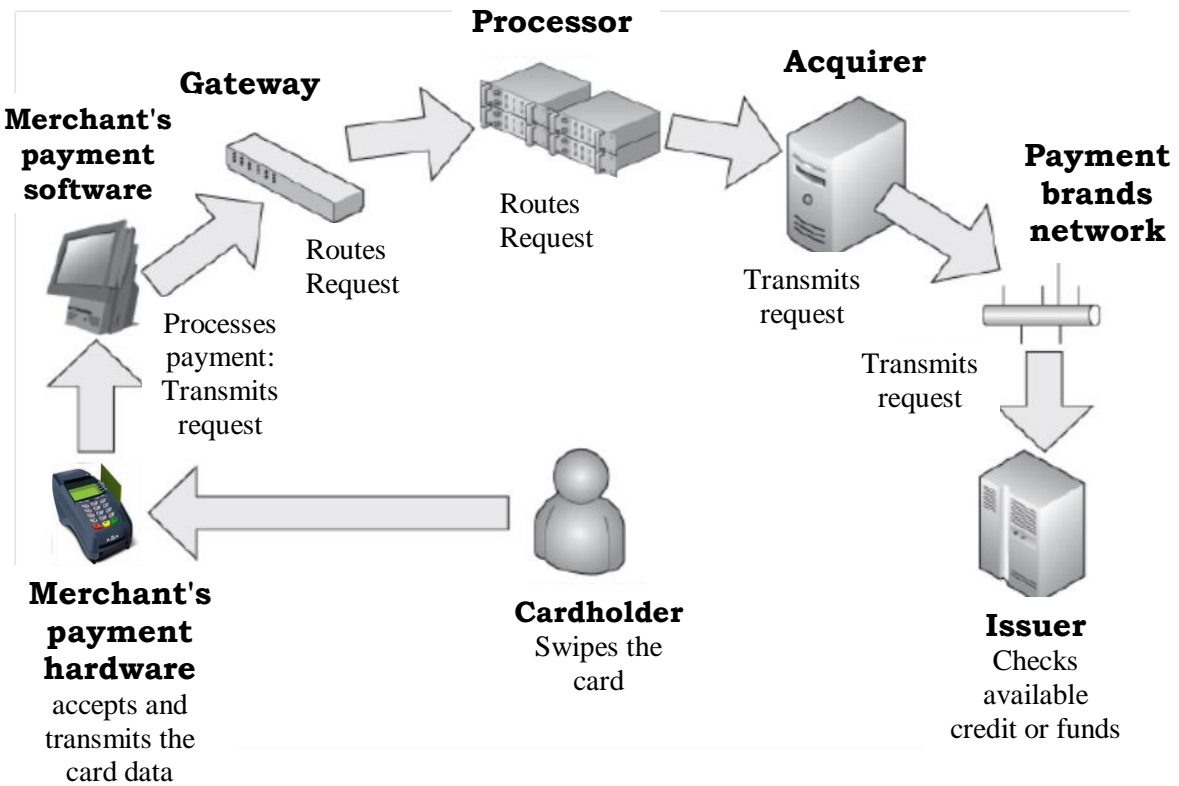 Processor
Gateway
Acquirer
Merchant's
payment
software
Payment
brands
network
Routes
Request
Routes
Request
Transmits
request
Processes
payment:
Transmits
request
Transmits
request
Merchant's
payment
hardware
accepts and
transmits the
card data
Cardholder
Swipes the
card
Issuer
Checks
available
credit or funds